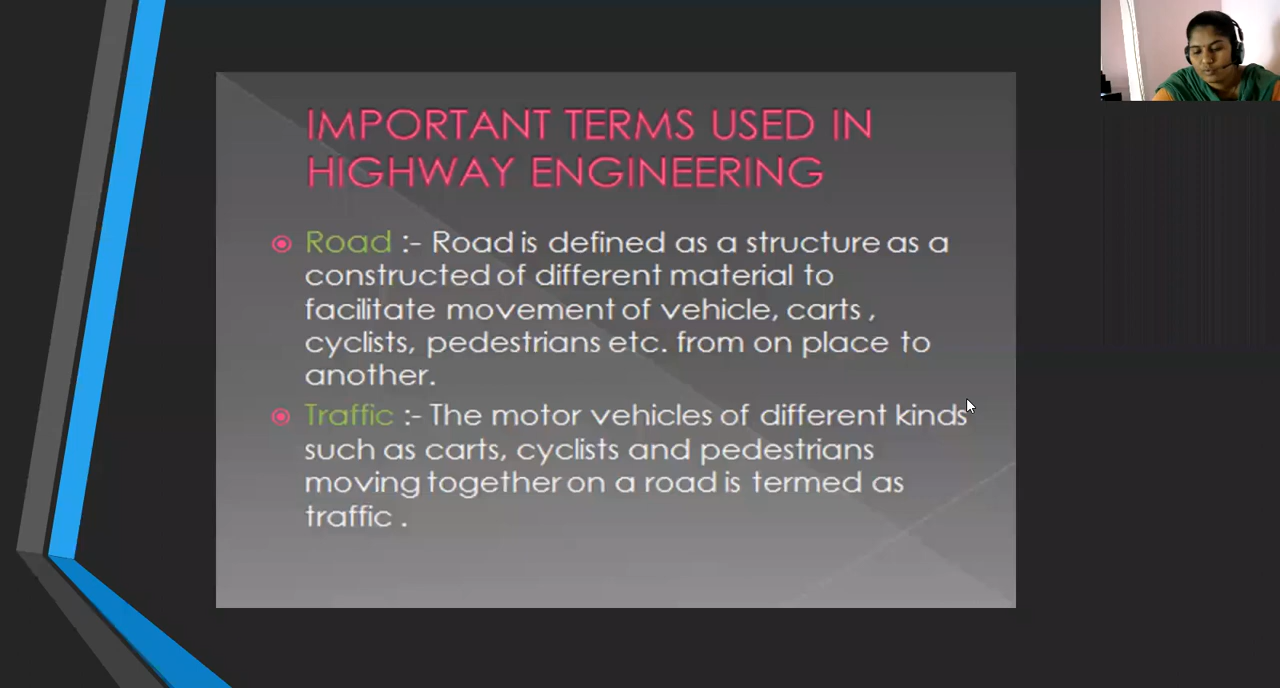 IMPORTANT TERMS USED IN
HIGHWAY ENGINEERING
Road :- Road is defined as a structure as a
constructed of different material to
facilitate movement of vehicle, carts ,
cyclists, pedestrians etc. from on place to
another.
Traffic :- The motor vehicles of different kinds
such as carts, cyclists and pedestrians
moving together on a road is termed as
traffic .